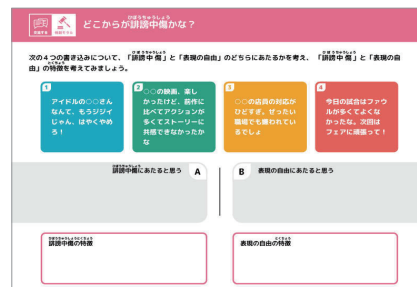 どこからが誹謗中傷かな？
次の4つの書き込みについて、「誹謗中傷」と「表現の自由」のどちらにあたるかを考え、「誹謗中傷」と「表現の自
由」の特徴を考えてみましょう。
1
アイドルの○○さん
なんて、もうジジイ
じゃん、はやくやめ
ろ！
2
○○の映画、楽し
かったけど、前作に
比べてアクションが
多くてストーリーに
共感できなかったか
な
3
○○の店員の対応が
ひどすぎ。ぜったい
職場でも嫌われてい
るでしょ
4
今日の試合はファウ
ルが多くてよくな
かったな。次回は
フェアに頑張って！
誹謗中傷にあたると思う A
B 表現の自由にあたると思う
誹謗中傷の特徴
表現の自由の特徴